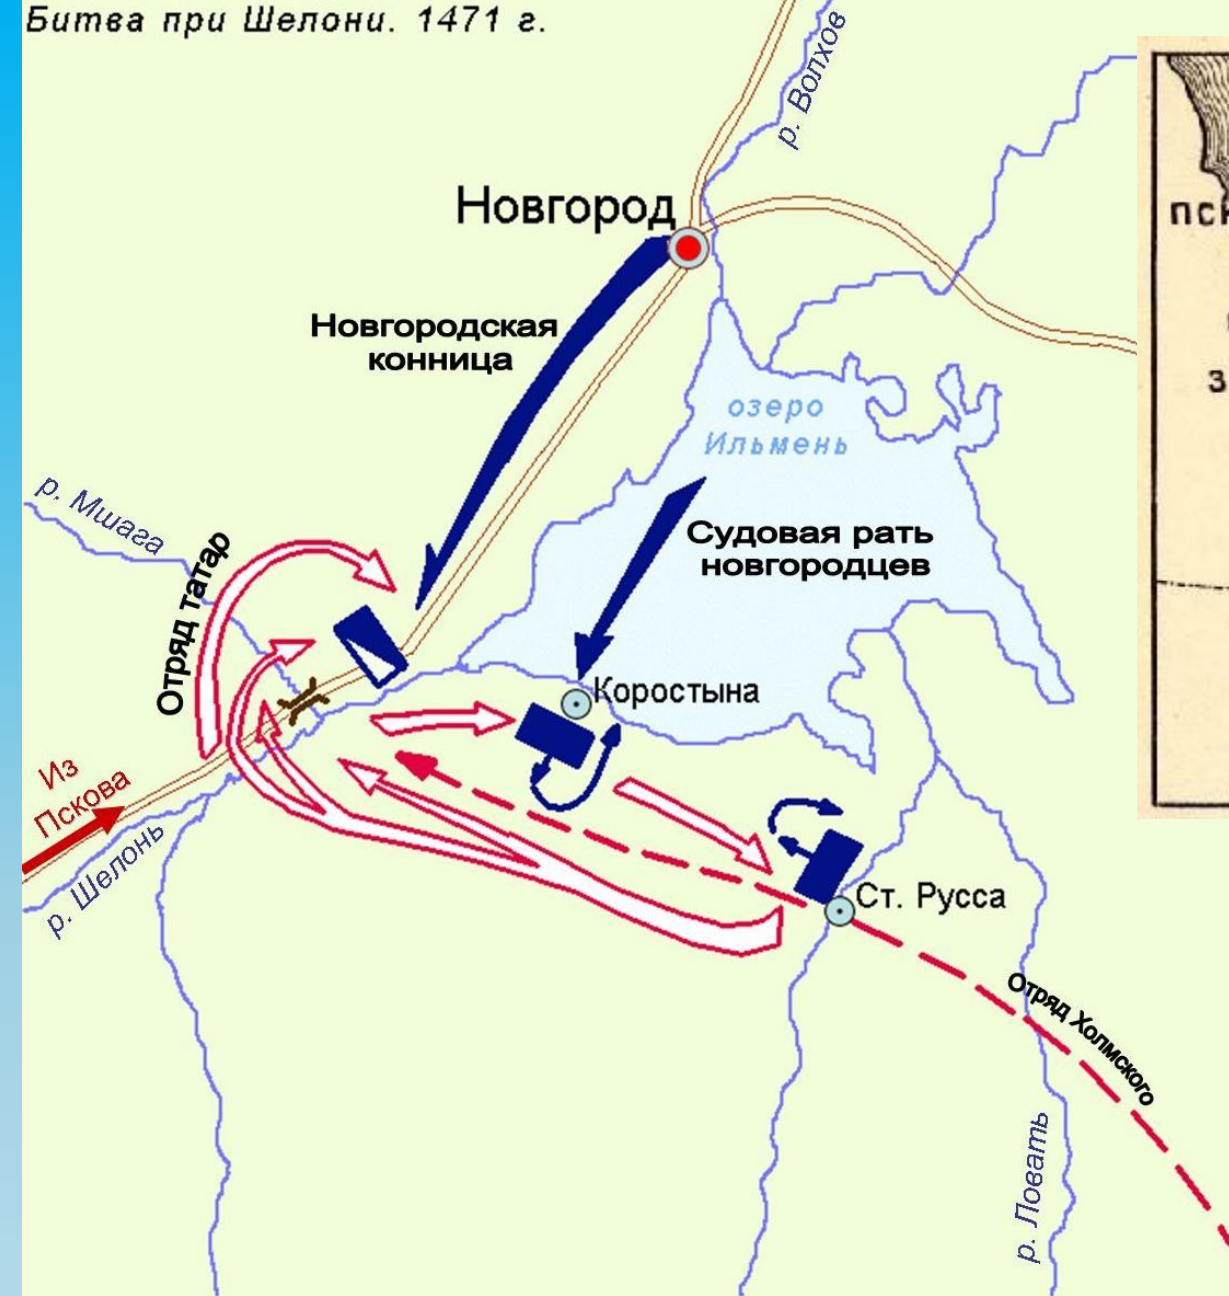 Битва при Шелони. 1471 г.
р. Волхов
Новгород
Новгородская
конница
озеро
Ильмень
р. Мшага
Судовая рать
новгородцев
Отряд татар
Коростына
Из
Пскова
р. Шелонь
Ст. Русса
Отряд Холмского
р. Ловать